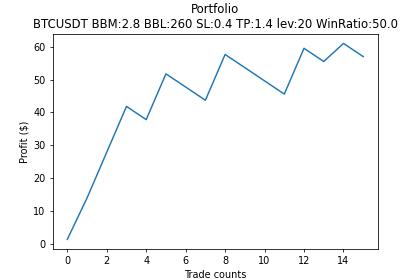 Portfolio
BTCUSDT BBM:2.8 BBL:260 SL:0.4 TP:1.4 lev:20 WinRatio:50.0
60
50
40
30
20
10
0
Profit ($)
0 2 4 6 8 10 12 14
Trade counts